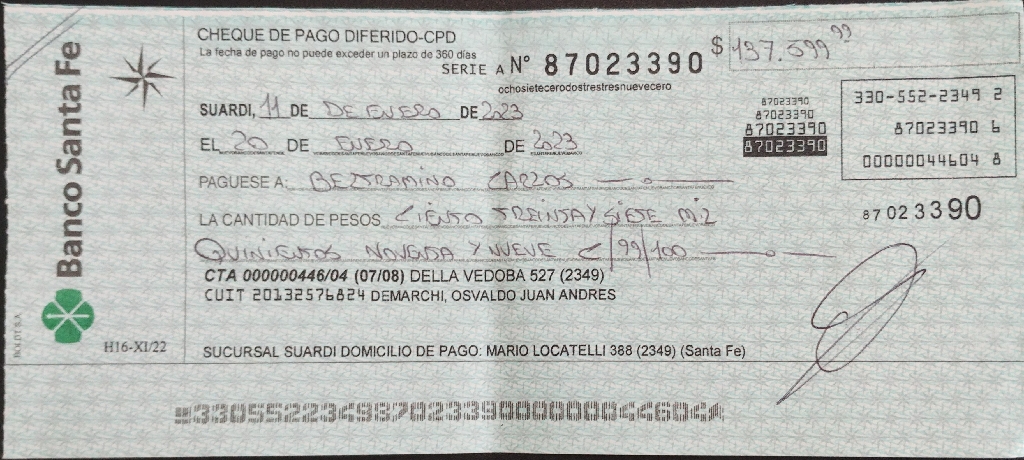 Banco Santa Fe
BOLDT S.A.
H16-XI/22
CHEQUE DE PAGO DIFERIDO-CPD
La fecha de pago no puede exceder un plazo de 360 días
SERIE A N° 87023390
ochosietecerodostrestresnuevecero
$ 137.599 99
SUARDI, 11 DE DE ENERO DE 2023
EL 20 DE ENERO DE 2023
PAGUESE A: BELTRAMINO CARLOS
LA CANTIDAD DE PESOS CIENTO TREINTA Y SIETE MIL
QUINIENTOS NOVENTA Y NUEVE C/99/100
CTA 000000446/04 (07/08) DELLA VEDOBA 527 (2349)
CUIT 20132576824 DEMARCHI, OSVALDO JUAN ANDRES
SUCURSAL SUARDI DOMICILIO DE PAGO: MARIO LOCATELLI 388 (2349) (Santa Fe)
87023390
87023390
87023390
87023390
330-552-2349 2
87023390 6
00000044604 8
87023390
330552234987023390000000044604